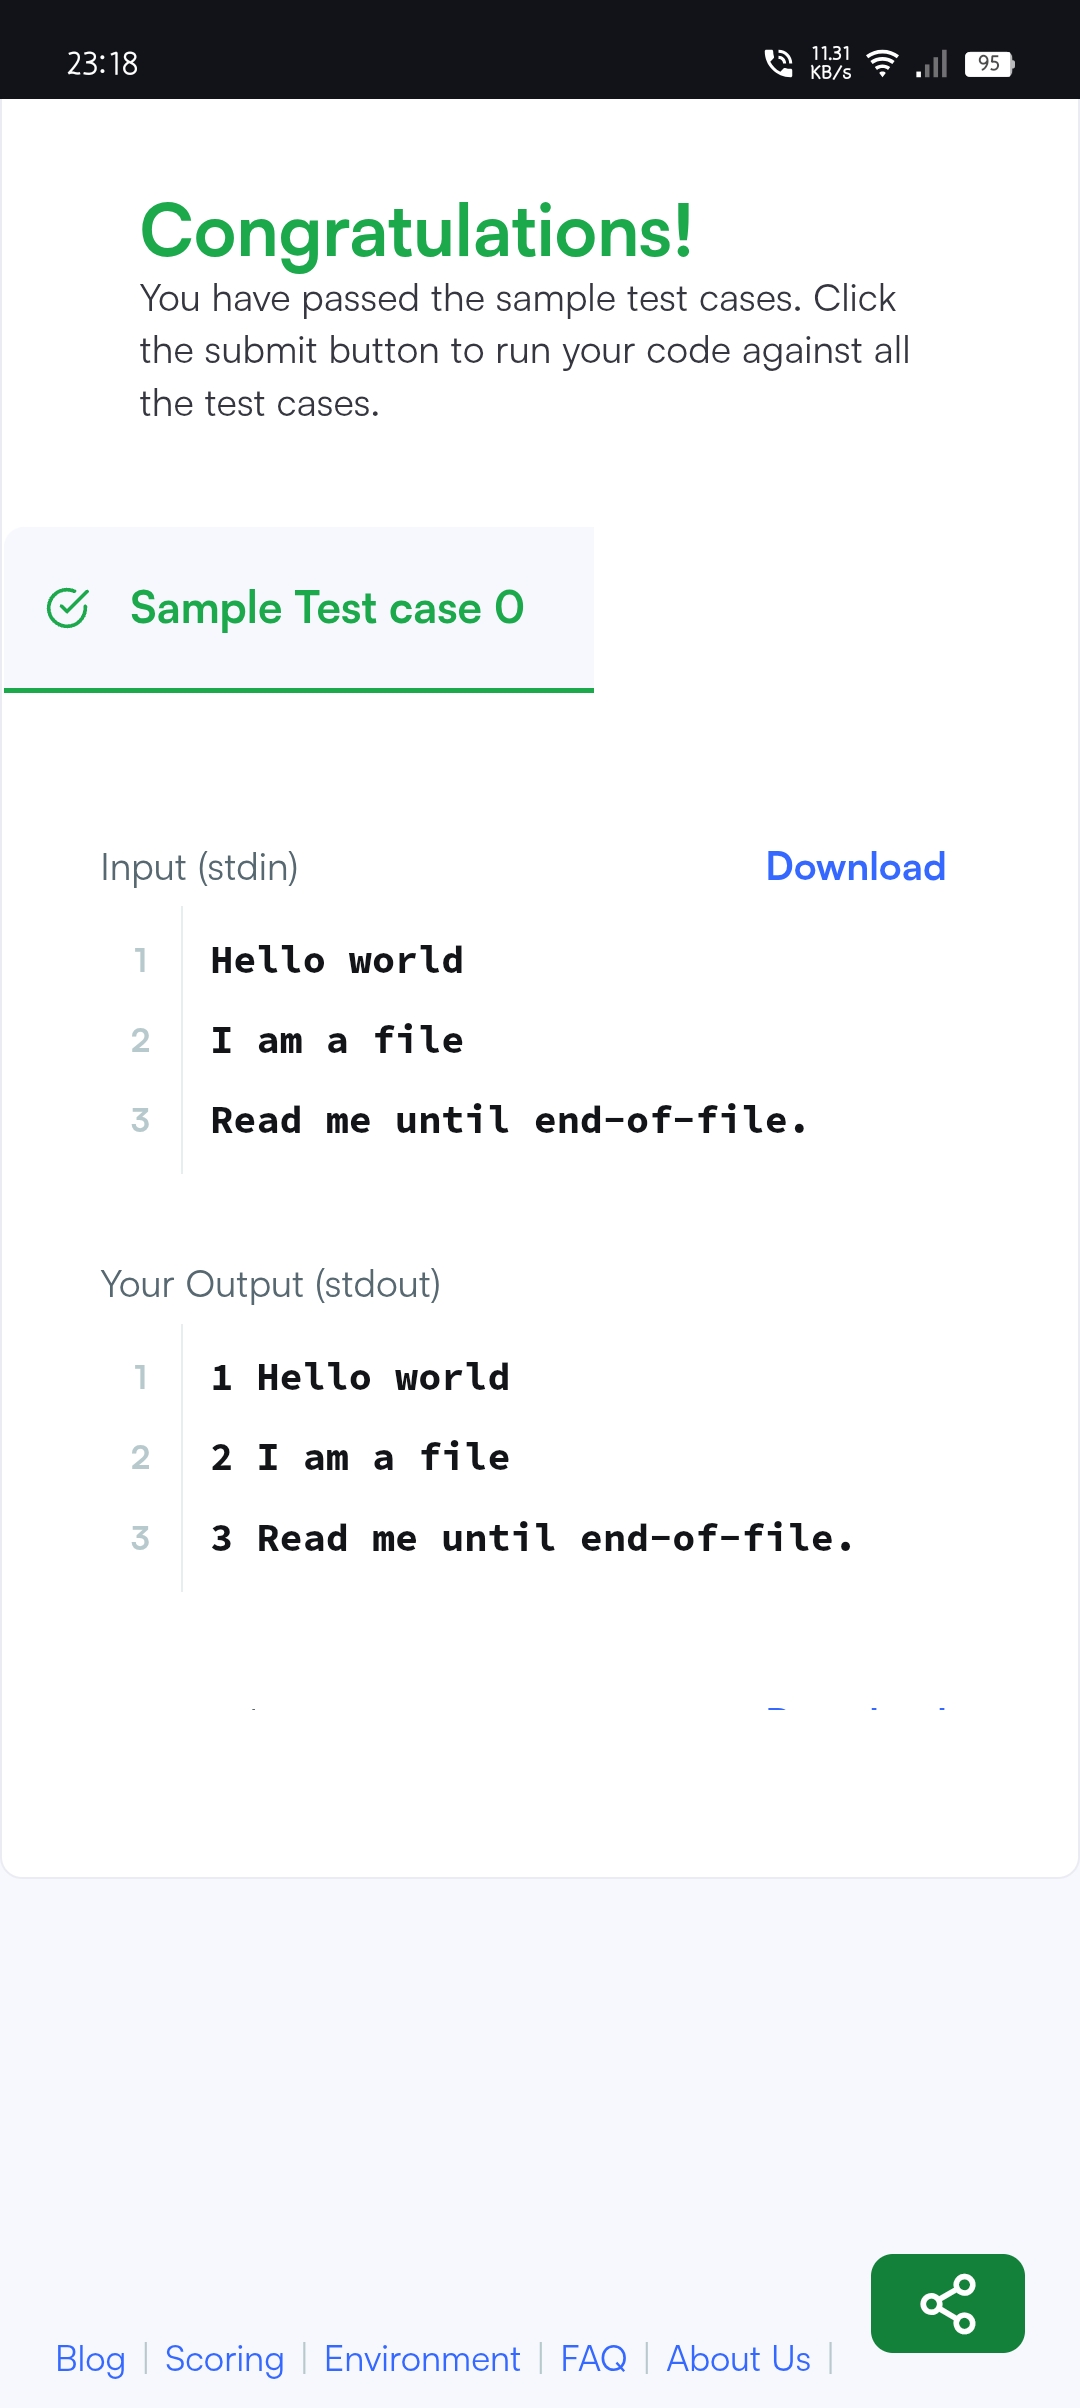 23:18
11.31
KB/s
95
Congratulations!
You have passed the sample test cases. Click
the submit button to run your code against all
the test cases.
Sample Test case 0
Input (stdin)
Download
1 Hello world
2 I am a file
3 Read me until end-of-file.
Your Output (stdout)
1 1 Hello world
2 2 I am a file
3 3 Read me until end-of-file.
Blog | Scoring | Environment | FAQ | About Us |